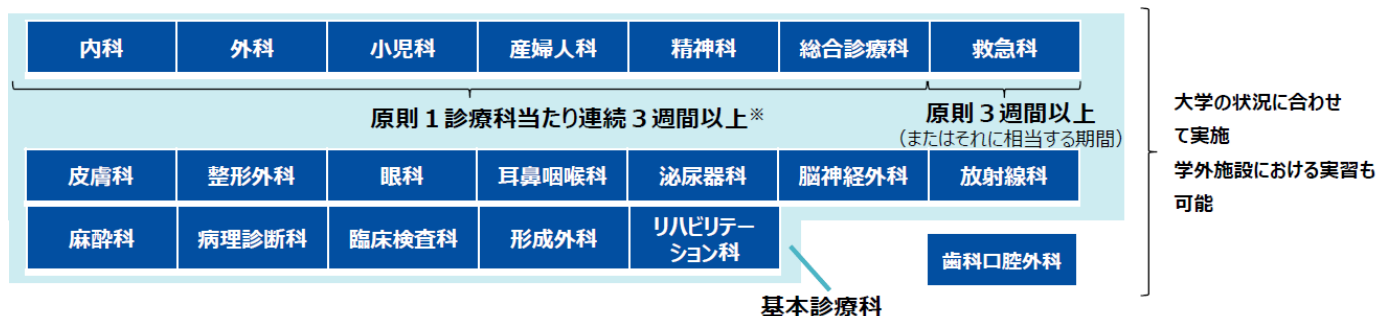 内科 外科 小児科 産婦人科 精神科 総合診療科 救急科
原則１診療科当たり連続３週間以上※
原則３週間以上
（またはそれに相当する期間）
皮膚科 整形外科 眼科 耳鼻咽喉科 泌尿器科 脳神経外科 放射線科
麻酔科 病理診断科 臨床検査科 形成外科 リハビリテー
ション科
歯科口腔外科
基本診療科
大学の状況に合わせ
て実施
学外施設における実習も
可能